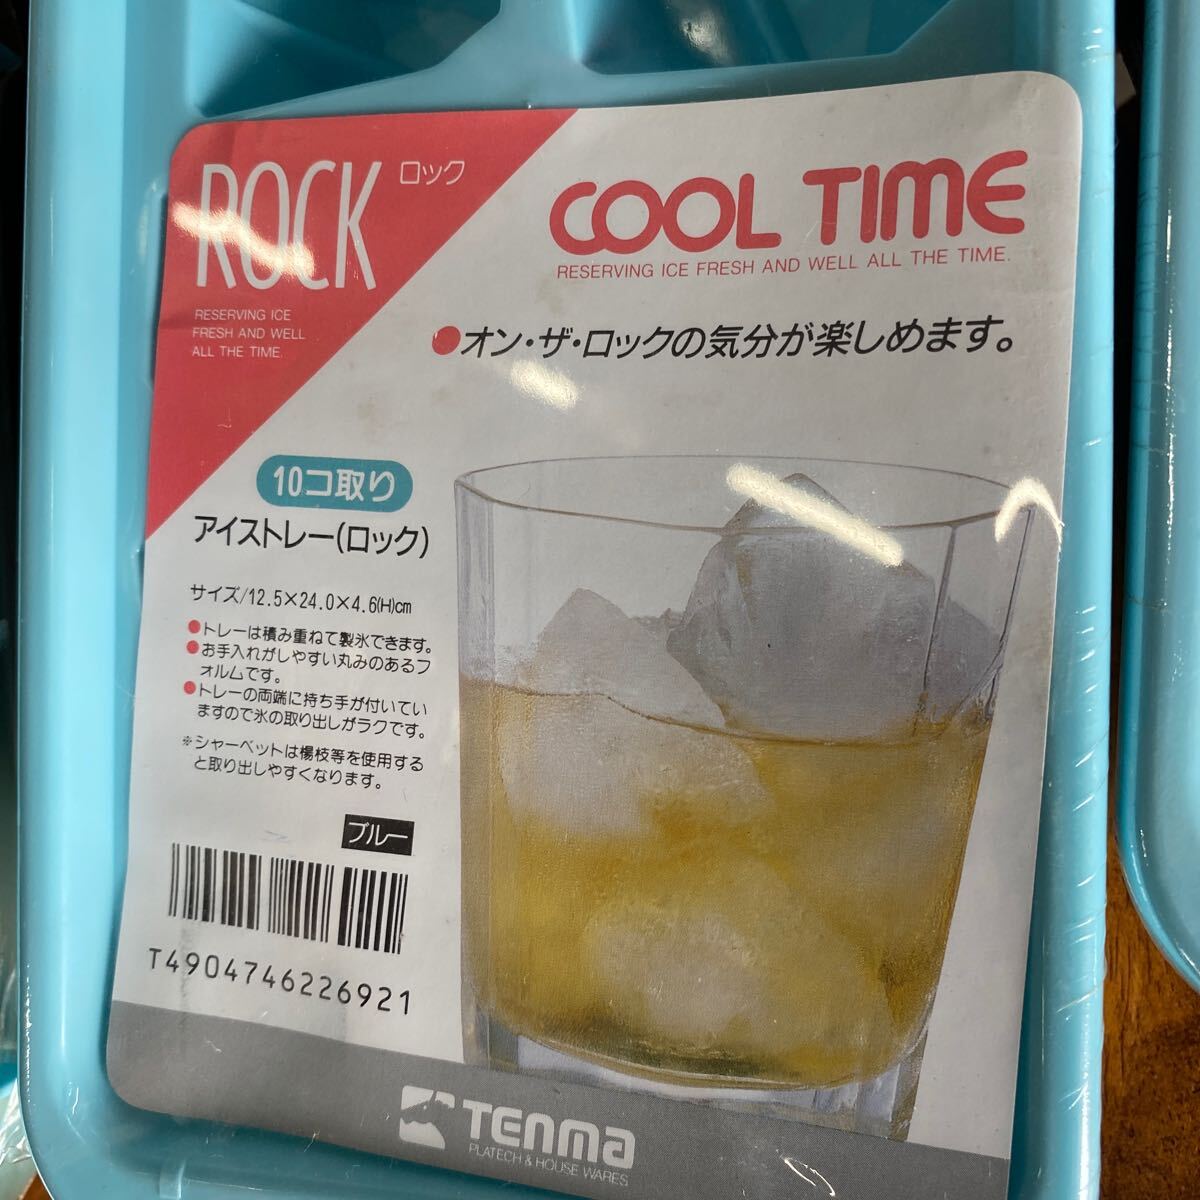 ROCK ロック
RESERVING ICE
FRESH AND WELL
ALL THE TIME.
COOL TIME
RESERVING ICE FRESH AND WELL ALL THE TIME.
●オン・ザ・ロックの気分が楽しめます。
10コ取り
アイストレー(ロック)
サイズ/12.5×24.0×4.6(H)cm
●トレーは積み重ねて製氷できます。
●お手入れがしやすい丸みのあるフ
ォルムです。
●トレーの両端に持ち手が付いてい
ますので氷の取り出しがラクです。
※シャーベットは楊枝等を使用する
と取り出しやすくなります。
ブルー
T4904746226921
TENMA
PLATECH & HOUSE WARES